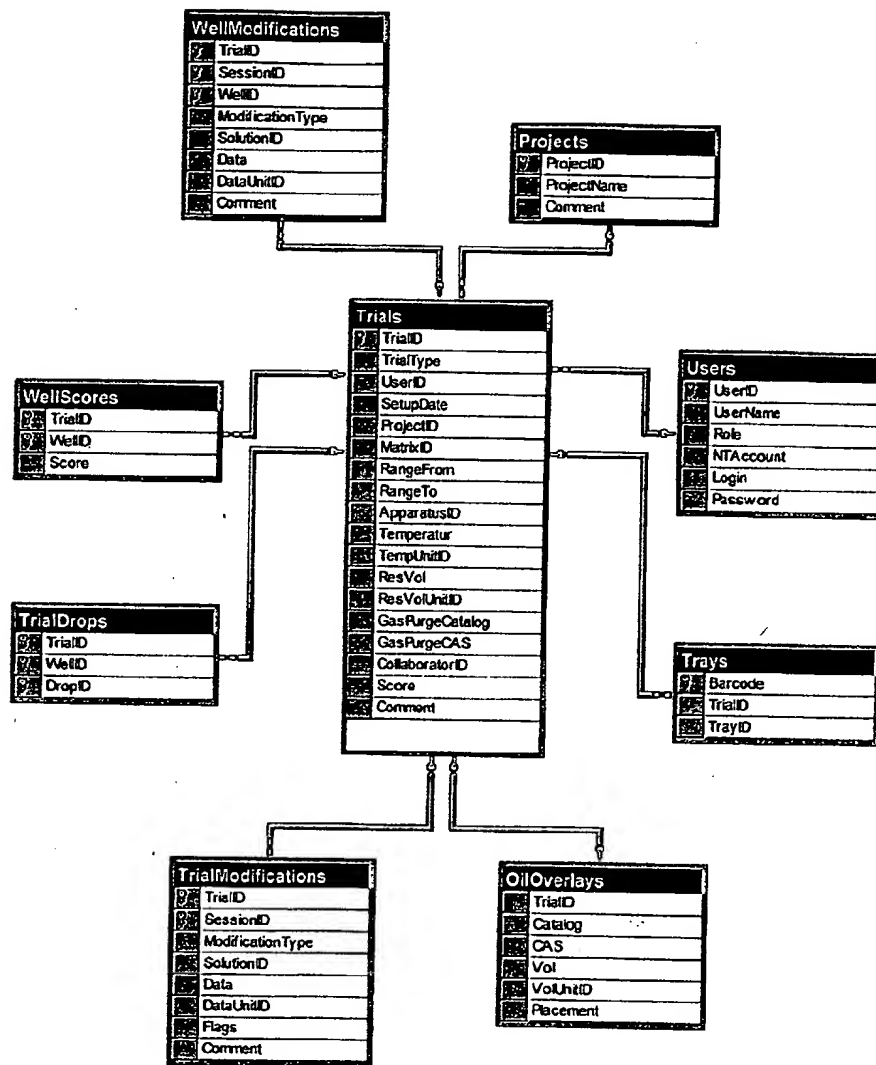 WellModifications
TrialID
SessionID
WellID
ModificationType
SolutionID
Data
DataUnitID
Comment
Projects
ProjectID
ProjectName
Comment
Trials
TrialID
TrialType
UserID
SetupDate
ProjectID
MatrixID
RangeFrom
RangeTo
ApparatusID
Temperatur
TempUnitID
ResVol
ResVolUnitID
GasPurgeCatalog
GasPurgeCAS
CollaboratorID
Score
Comment
WellScores
TrialID
WellID
Score
Users
UserID
UserName
Role
NTAccount
Login
Password
TrialDrops
TrialID
WellID
DropID
Trays
Barcode
TrialID
TrayID
TrialModifications
TrialID
SessionID
ModificationType
SolutionID
Data
DataUnitID
Flags
Comment
OilOverlays
TrialID
Catalog
CAS
Vol
VolUnitID
Placement